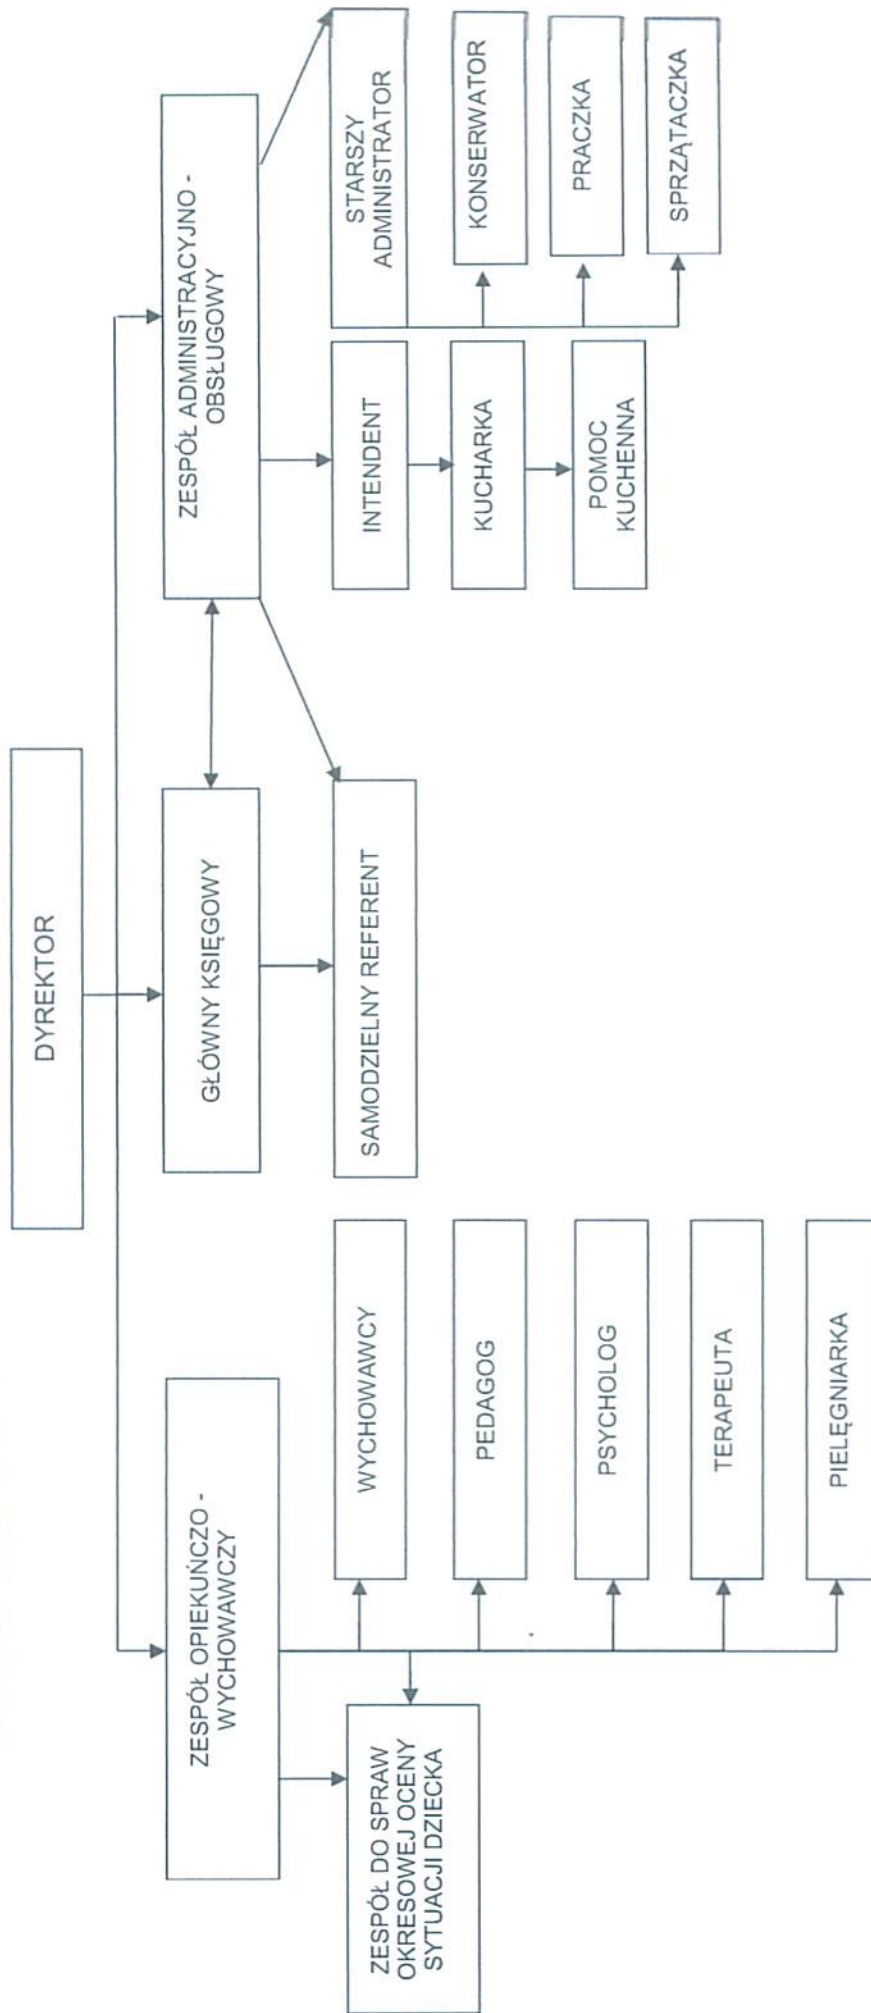 DYREKTOR
ZESPÓŁ OPIEKUŃCZO -
WYCHOWAWCZY
GŁÓWNY KSIĘGOWY
ZESPÓŁ ADMINISTRACYJNO -
OBSŁUGOWY
ZESPÓŁ DO SPRAW
OKRESOWEJ OCENY
SYTUACJI DZIECKA
WYCHOWAWCY
PEDAGOG
PSYCHOLOG
TERAPEUTA
PIELĘGNIARKA
SAMODZIELNY REFERENT
INTENDENT
KUCHARKA
POMOC
KUCHENNA
STARSZY
ADMINISTRATOR
KONSERWATOR
PRACZKA
SPRZĄTACZKA